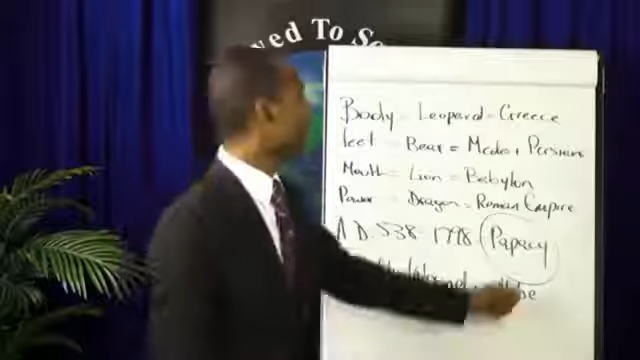 ved To S
Body = Leopard = Greece
feet = Bear = Medes + Persians
Mouth = Lion = Babylon
Power = Dragon = Roman Empire
A.D. 538 - 1798 (Papacy)
be